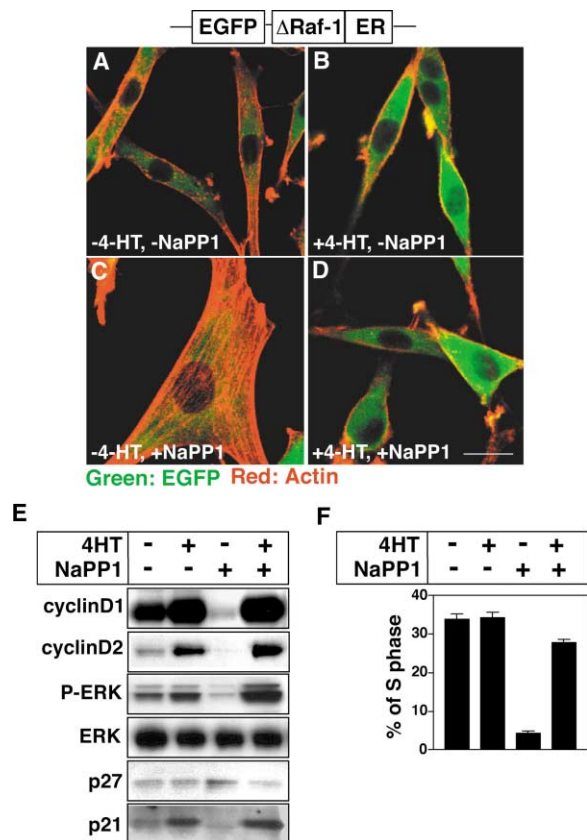 EGFP ΔRaf-1 ER
A B
-4-HT, -NaPP1 +4-HT, -NaPP1
C D
-4-HT, +NaPP1 +4-HT, +NaPP1
Green: EGFP Red: Actin
E
4HT - + - +
NaPP1 - - + +
cyclinD1
cyclinD2
P-ERK
ERK
p27
p21
F
4HT - + - +
NaPP1 - - + +
% of S phase
40
30
20
10
0